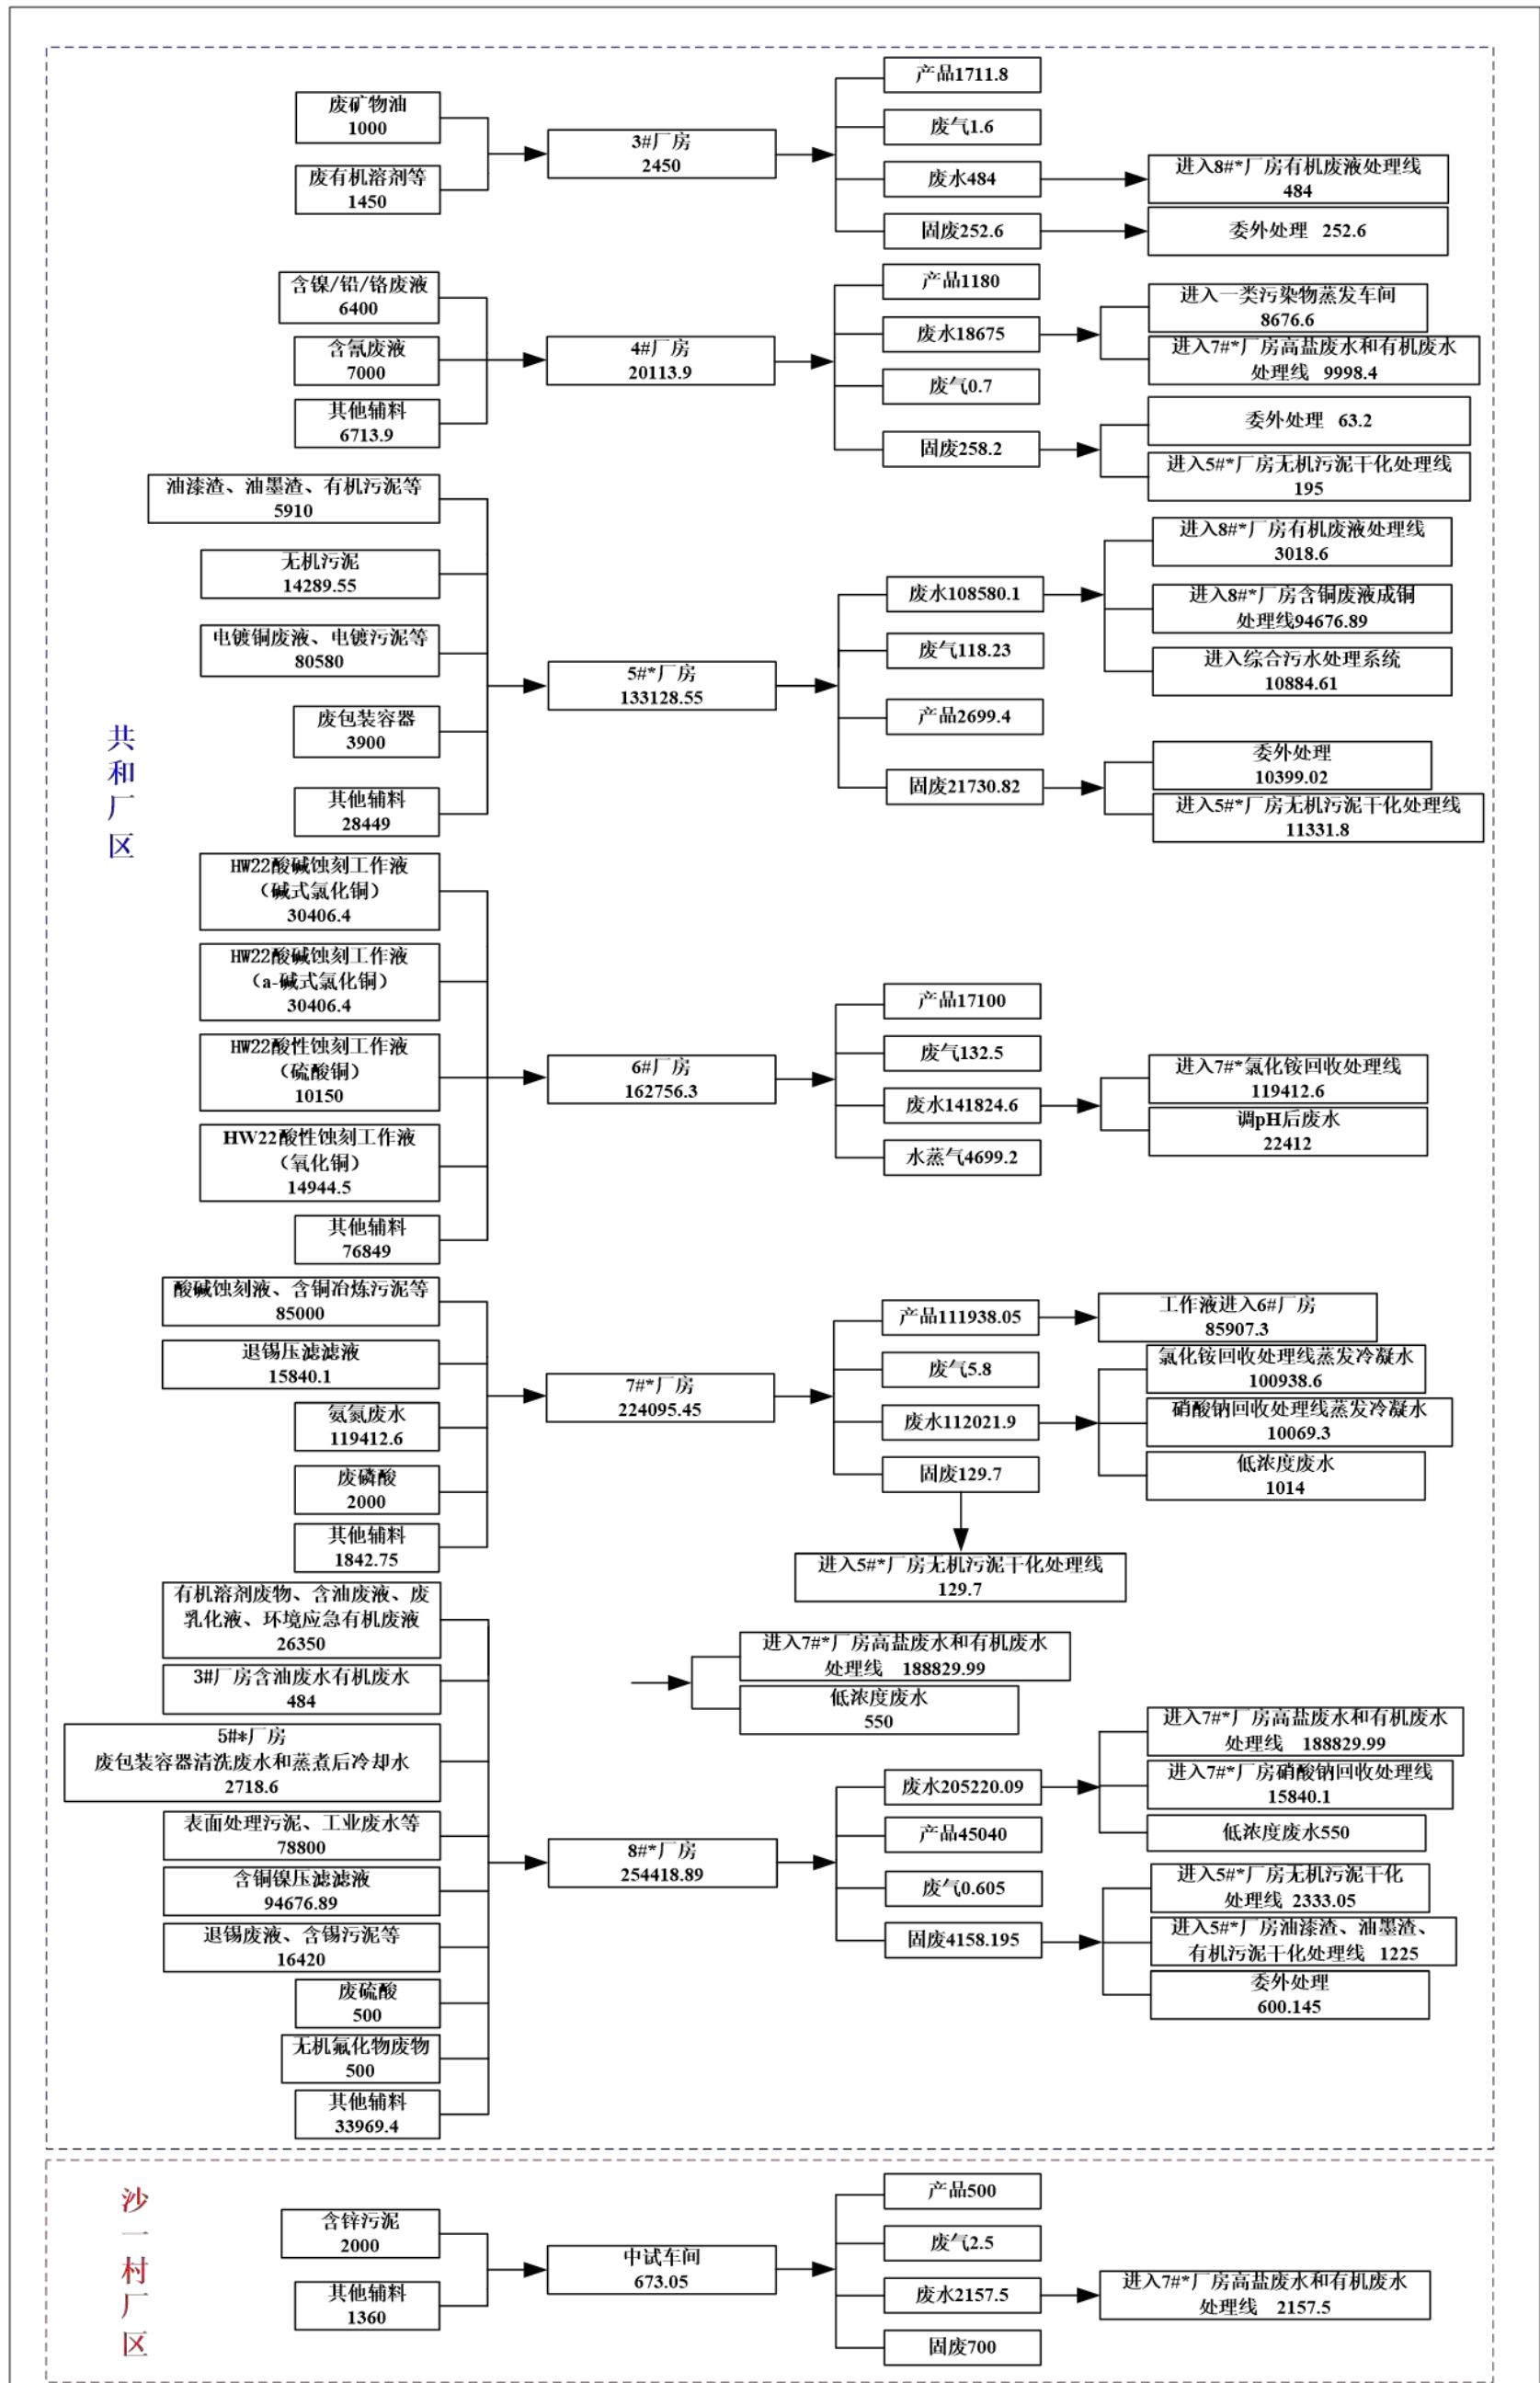 共
和
厂
区
废矿物油
1000
废有机溶剂等
1450
3#厂房
2450
产品1711.8
废气1.6
废水484
进入8#*厂房有机废液处理线
484
固废252.6
委外处理 252.6
含镍/铅/铬废液
6400
含氰废液
7000
其他辅料
6713.9
4#厂房
20113.9
产品1180
废水18675
进入一类污染物蒸发车间
8676.6
进入7#*厂房高盐废水和有机废水
处理线 9998.4
废气0.7
固废258.2
委外处理 63.2
进入5#*厂房无机污泥干化处理线
195
油漆渣、油墨渣、有机污泥等
5910
无机污泥
14289.55
电镀铜废液、电镀污泥等
80580
废包装容器
3900
其他辅料
28449
5#*厂房
133128.55
废水108580.1
进入8#*厂房有机废液处理线
3018.6
进入8#*厂房含铜废液成铜
处理线94676.89
进入综合污水处理系统
10884.61
废气118.23
产品2699.4
固废21730.82
委外处理
10399.02
进入5#*厂房无机污泥干化处理线
11331.8
HW22酸碱蚀刻工作液
（碱式氯化铜）
30406.4
HW22酸碱蚀刻工作液
（a-碱式氯化铜）
30406.4
HW22酸性蚀刻工作液
（硫酸铜）
10150
HW22酸性蚀刻工作液
（氧化铜）
14944.5
其他辅料
76849
6#厂房
162756.3
产品17100
废气132.5
废水141824.6
进入7#*氯化铵回收处理线
119412.6
调pH后废水
22412
水蒸气4699.2
酸碱蚀刻液、含铜冶炼污泥等
85000
退锡压滤滤液
15840.1
氨氮废水
119412.6
废磷酸
2000
其他辅料
1842.75
7#*厂房
224095.45
产品111938.05
工作液进入6#厂房
85907.3
废气5.8
废水112021.9
氯化铵回收处理线蒸发冷凝水
100938.6
硝酸钠回收处理线蒸发冷凝水
10069.3
低浓度废水
1014
固废129.7
进入5#*厂房无机污泥干化处理线
129.7
有机溶剂废物、含油废液、废
乳化液、环境应急有机废液
26350
3#厂房含油废水有机废水
484
5#*厂房
废包装容器清洗废水和蒸煮后冷却水
2718.6
表面处理污泥、工业废水等
78800
含铜镍压滤滤液
94676.89
退锡废液、含锡污泥等
16420
废硫酸
500
无机氟化物废物
500
其他辅料
33969.4
进入7#*厂房高盐废水和有机废水
处理线 188829.99
低浓度废水
550
8#*厂房
254418.89
废水205220.09
进入7#*厂房高盐废水和有机废水
处理线 188829.99
进入7#*厂房硝酸钠回收处理线
15840.1
低浓度废水550
产品45040
废气0.605
固废4158.195
进入5#*厂房无机污泥干化
处理线 2333.05
进入5#*厂房油漆渣、油墨渣、
有机污泥干化处理线 1225
委外处理
600.145
沙
一
村
厂
区
含锌污泥
2000
其他辅料
1360
中试车间
673.05
产品500
废气2.5
废水2157.5
进入7#*厂房高盐废水和有机废水
处理线 2157.5
固废700